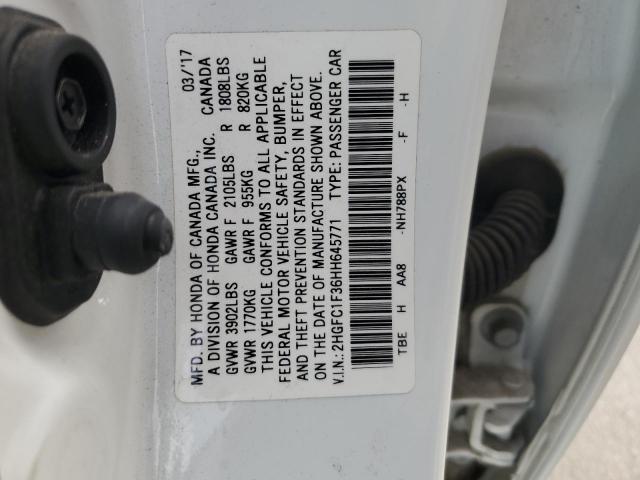 MFD. BY HONDA OF CANADA MFG., 03/'17
A DIVISION OF HONDA CANADA INC. CANADA
GVWR 3902LBS GAWR F 2105LBS R 1808LBS
GVWR 1770KG GAWR F 955KG R 820KG
THIS VEHICLE CONFORMS TO ALL APPLICABLE
FEDERAL MOTOR VEHICLE SAFETY, BUMPER,
AND THEFT PREVENTION STANDARDS IN EFFECT
ON THE DATE OF MANUFACTURE SHOWN ABOVE.
V.I.N.: 2HGFC1F36HH645771 TYPE: PASSENGER CAR
TBE H AA8 -NH788PX -F -H